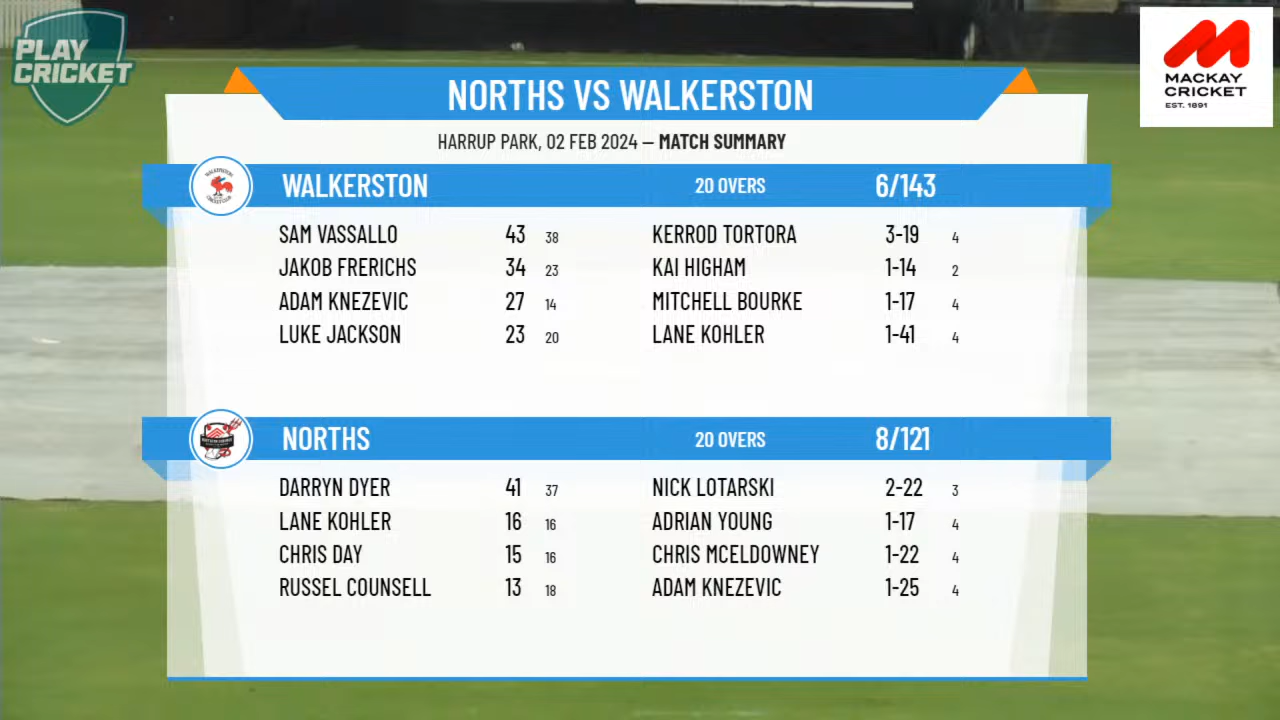 PLAY
CRICKET
MACKAY
CRICKET
EST. 1891
NORTHS VS WALKERSTON
HARRUP PARK, 02 FEB 2024 – MATCH SUMMARY
WALKERSTON 20 OVERS 6/143
SAM VASSALLO 43 38 KERROD TORTORA 3-19 4
JAKOB FRERICHS 34 23 KAI HIGHAM 1-14 2
ADAM KNEZEVIC 27 14 MITCHELL BOURKE 1-17 4
LUKE JACKSON 23 20 LANE KOHLER 1-41 4
NORTHS 20 OVERS 8/121
DARRYN DYER 41 37 NICK LOTARSKI 2-22 3
LANE KOHLER 16 16 ADRIAN YOUNG 1-17 4
CHRIS DAY 15 16 CHRIS MCELDOWNEY 1-22 4
RUSSEL COUNSELL 13 18 ADAM KNEZEVIC 1-25 4